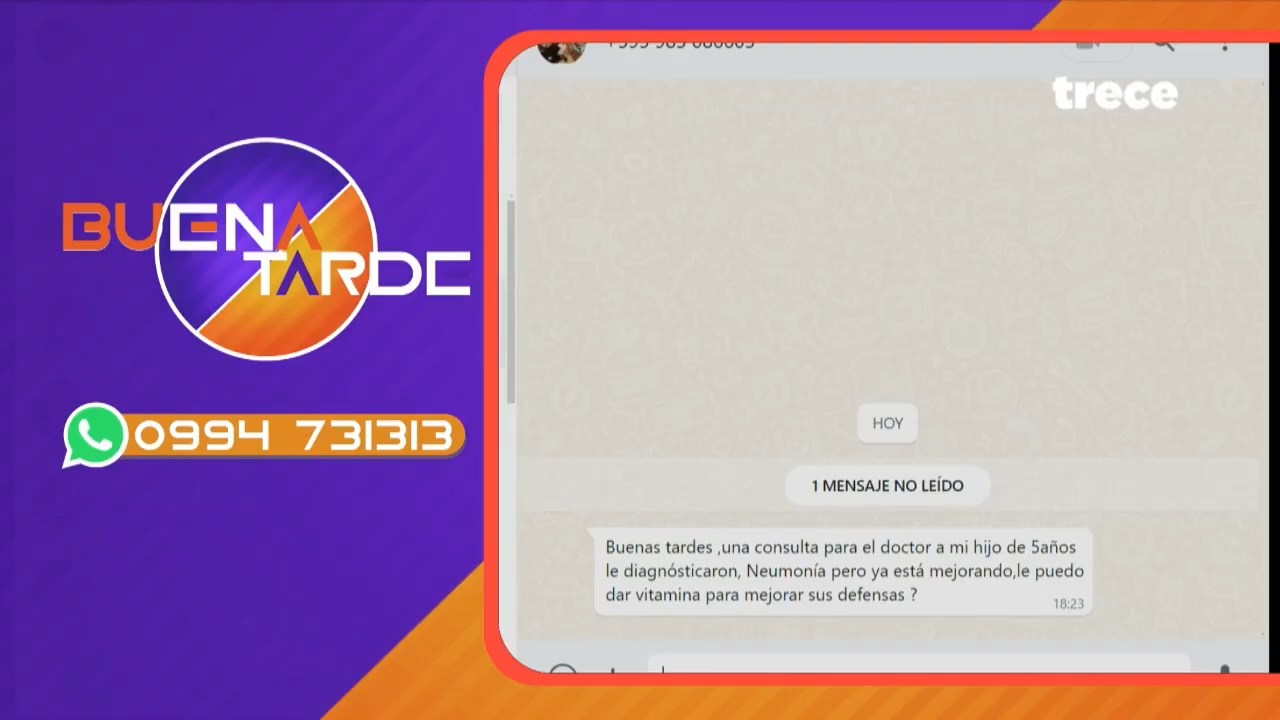 BUENA
TARDE
0994 731313
trece
HOY
1 MENSAJE NO LEÍDO
Buenas tardes ,una consulta para el doctor a mi hijo de 5años
le diagnósticaron, Neumonía pero ya está mejorando,le puedo
dar vitamina para mejorar sus defensas ?
18:23